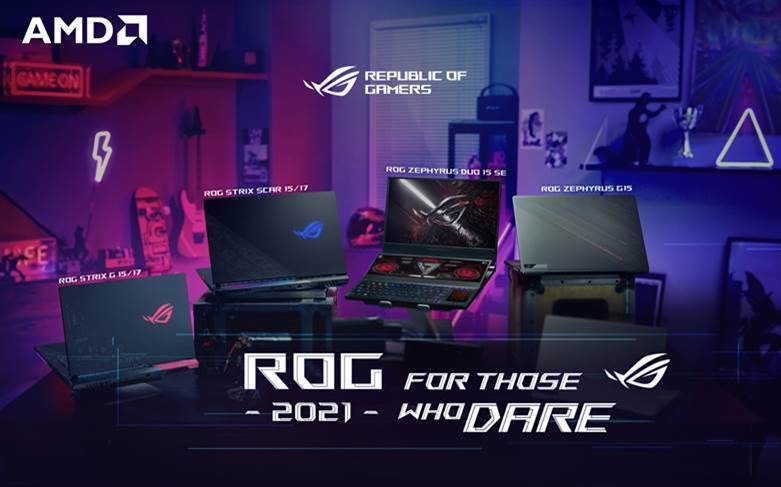 AMD
GAME ON
REPUBLIC OF
GAMERS
ROG ZEPHYRUS DUO 15 SE
ROG STRIX SCAR 15/17
ROG ZEPHYRUS G15
ROG STRIX G 15/17
ROG FOR THOSE
- 2021 - WHO DARE